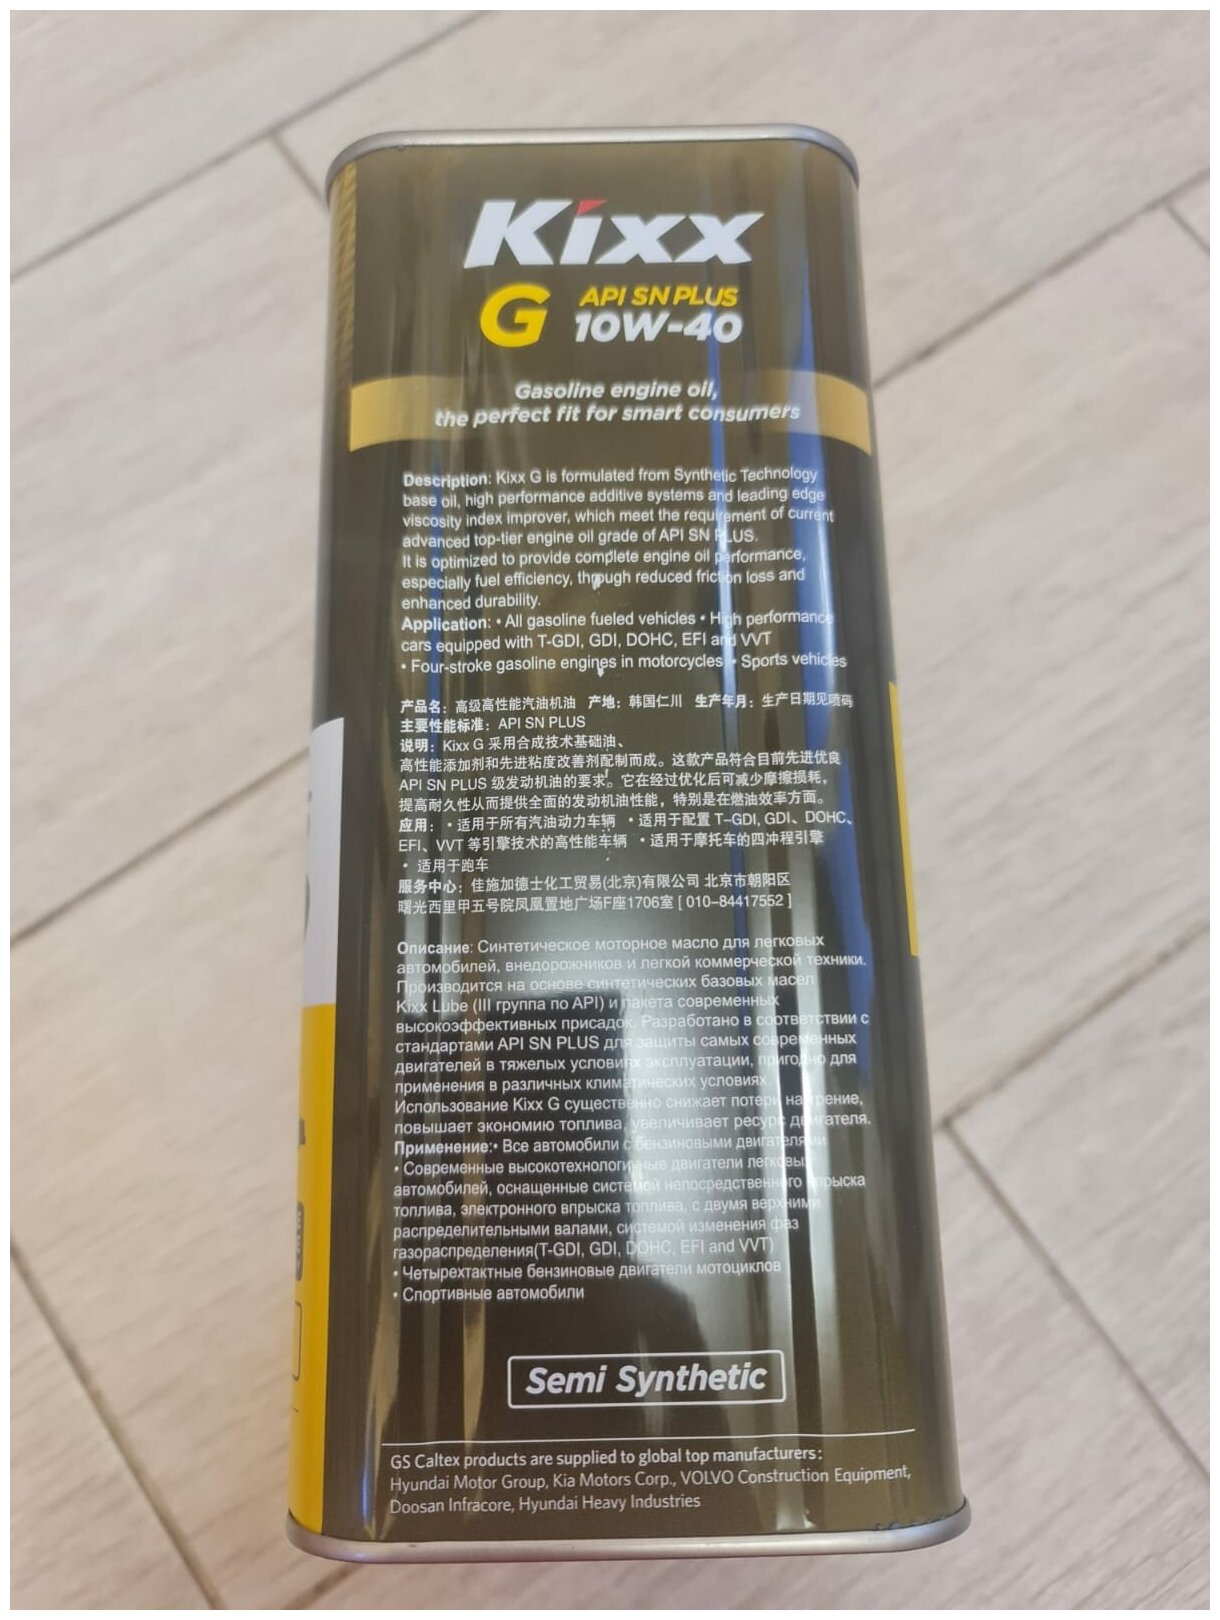 Kixx
G API SN PLUS
10W-40
Gasoline engine oil,
the perfect fit for smart consumers
Description: Kixx G is formulated from Synthetic Technology
base oil, high performance additive systems and leading edge
viscosity index improver, which meet the requirement of current
advanced top-tier engine oil grade of API SN PLUS.
It is optimized to provide complete engine oil performance,
especially fuel efficiency, through reduced friction loss and
enhanced durability.
Application: • All gasoline fueled vehicles • High performance
cars equipped with T-GDI, GDI, DOHC, EFI and VVT
• Four-stroke gasoline engines in motorcycles • Sports vehicles
产品名：高级高性能汽油机油 产地：韩国仁川 生产年月：生产日期见喷码
主要性能标准：API SN PLUS
说明：Kixx G 采用合成技术基础油、
高性能添加剂和先进粘度改善剂配制而成。这款产品符合目前先进优良
API SN PLUS 级发动机油的要求。它在经过优化后可减少摩擦损耗，
提高耐久性从而提供全面的发动机油性能，特别是在燃油效率方面。
应用：• 适用于所有汽油动力车辆 • 适用于配置 T-GDI, GDI、DOHC、
EFI、VVT 等引擎技术的高性能车辆 • 适用于摩托车的四冲程引擎
• 适用于跑车
服务中心：佳施加德士化工贸易(北京)有限公司 北京市朝阳区
曙光西里甲五号院凤凰置地广场F座1706室 [ 010-84417552 ]
Описание: Синтетическое моторное масло для легковых
автомобилей, внедорожников и легкой коммерческой техники.
Производится на основе синтетических базовых масел
Kixx Lube (III группа по API) и пакета современных
высокоэффективных присадок. Разработано в соответствии с
стандартами API SN PLUS для защиты самых современных
двигателей в тяжелых условиях эксплуатации, пригодно для
применения в различных климатических условиях.
Использование Kixx G существенно снижает потери на трение,
повышает экономию топлива, увеличивает ресурс двигателя.
Применение:• Все автомобили с бензиновыми двигателями
• Современные высокотехнологичные двигатели легковых
автомобилей, оснащенные системой непосредственного впрыска
топлива, электронного впрыска топлива, с двумя верхними
распределительными валами, системой изменения фаз
газораспределения(T-GDI, GDI, DOHC, EFI and VVT)
• Четырехтактные бензиновые двигатели мотоциклов
• Спортивные автомобили
Semi Synthetic
GS Caltex products are supplied to global top manufacturers:
Hyundai Motor Group, Kia Motors Corp., VOLVO Construction Equipment,
Doosan Infracore, Hyundai Heavy Industries